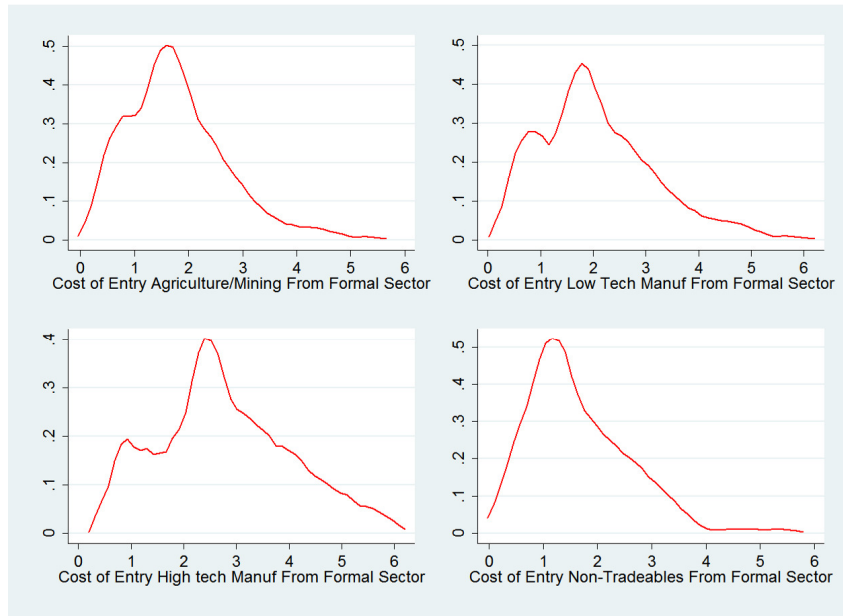 .5
.4
.3
.2
.1
0
0 1 2 3 4 5 6
Cost of Entry Agriculture/Mining From Formal Sector
.5
.4
.3
.2
.1
0
0 1 2 3 4 5 6
Cost of Entry Low Tech Manuf From Formal Sector
.4
.3
.2
.1
0
0 1 2 3 4 5 6
Cost of Entry High tech Manuf From Formal Sector
.5
.4
.3
.2
.1
0
0 1 2 3 4 5 6
Cost of Entry Non-Tradeables From Formal Sector